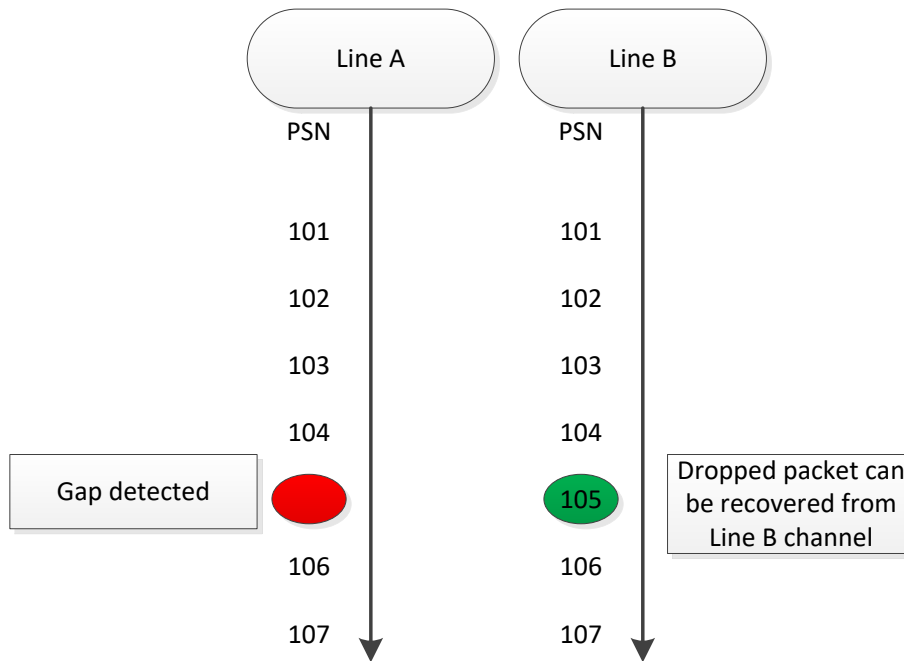 Line A
Line B
PSN
PSN
101
101
102
102
103
103
104
104
Gap detected
105
Dropped packet can
be recovered from
Line B channel
106
106
107
107